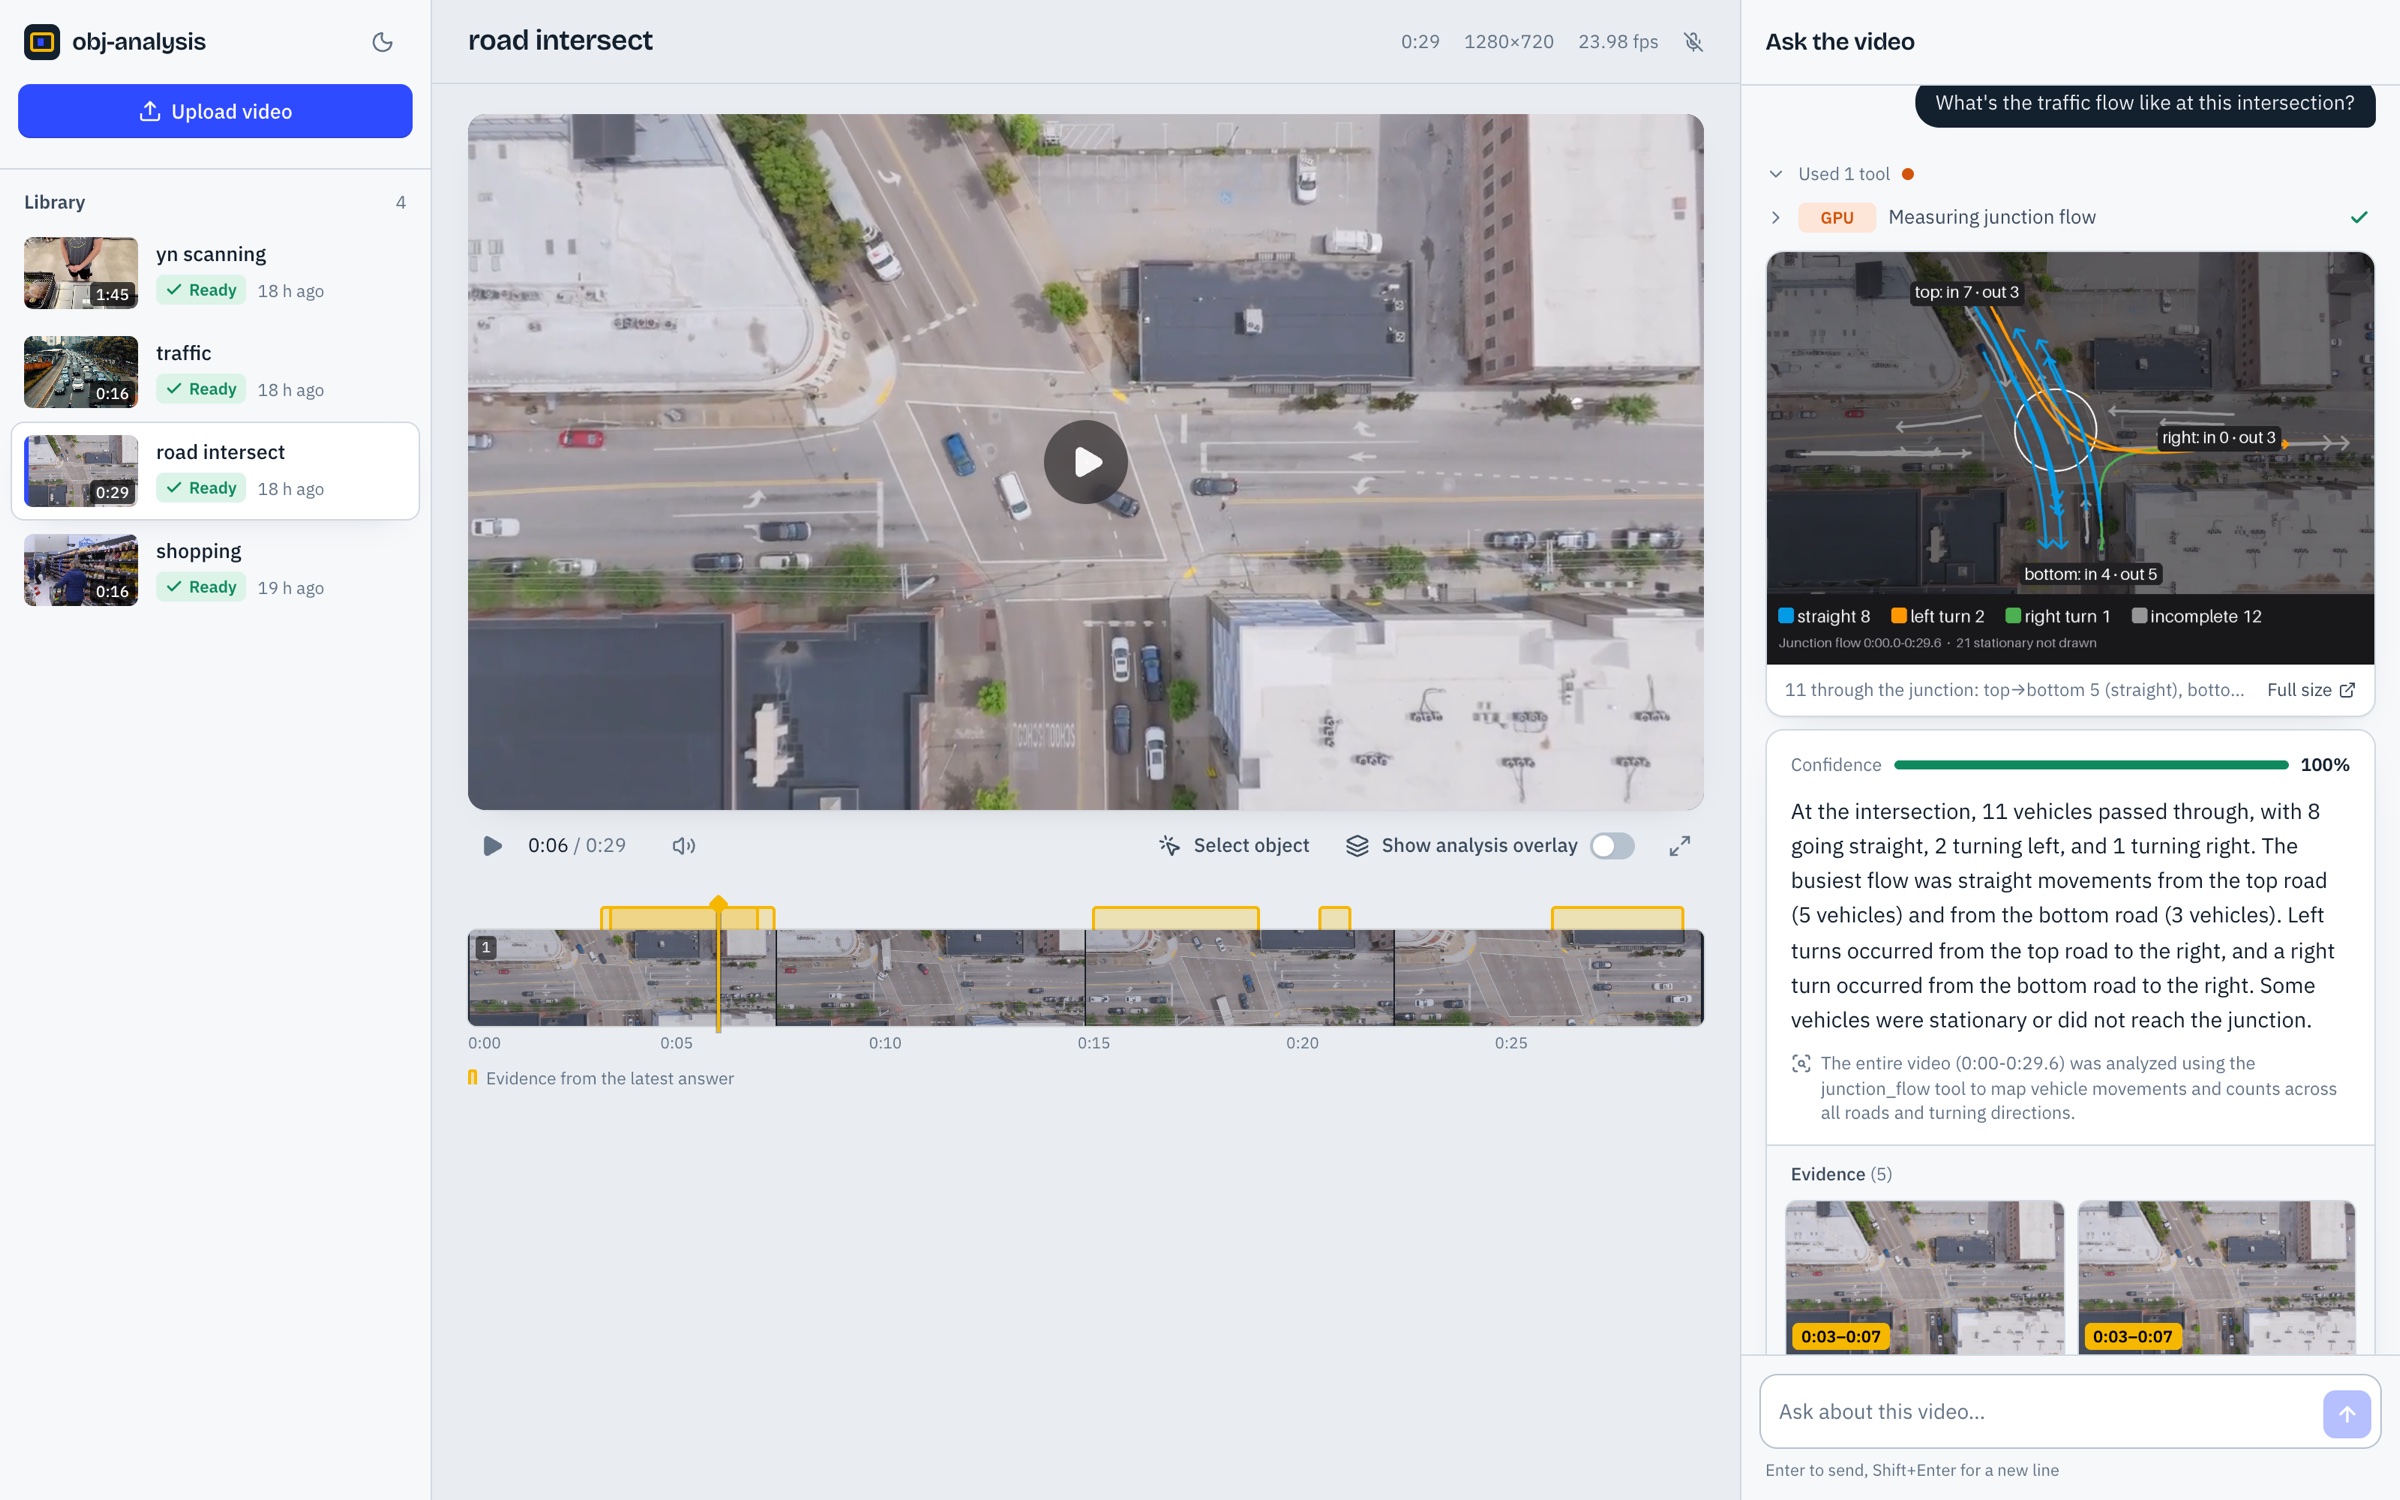 obj-analysis
Upload video
Library 4
yn scanning
1:45
Ready 18 h ago
traffic
0:16
Ready 18 h ago
road intersect
0:29
Ready 18 h ago
shopping
0:16
Ready 19 h ago
road intersect
0:29 1280×720 23.98 fps
0:06 / 0:29
Select object
Show analysis overlay
1
0:00 0:05 0:10 0:15 0:20 0:25
Evidence from the latest answer
Ask the video
What's the traffic flow like at this intersection?
Used 1 tool
GPU Measuring junction flow
top: in 7 · out 3
right: in 0 · out 3
bottom: in 4 · out 5
straight 8 left turn 2 right turn 1 incomplete 12
Junction flow 0:00.0-0:29.6 · 21 stationary not drawn
11 through the junction: top→bottom 5 (straight), botto... Full size
Confidence 100%
At the intersection, 11 vehicles passed through, with 8
going straight, 2 turning left, and 1 turning right. The
busiest flow was straight movements from the top road
(5 vehicles) and from the bottom road (3 vehicles). Left
turns occurred from the top road to the right, and a right
turn occurred from the bottom road to the right. Some
vehicles were stationary or did not reach the junction.
The entire video (0:00-0:29.6) was analyzed using the
junction_flow tool to map vehicle movements and counts across
all roads and turning directions.
Evidence (5)
0:03–0:07
0:03–0:07
Ask about this video...
Enter to send, Shift+Enter for a new line